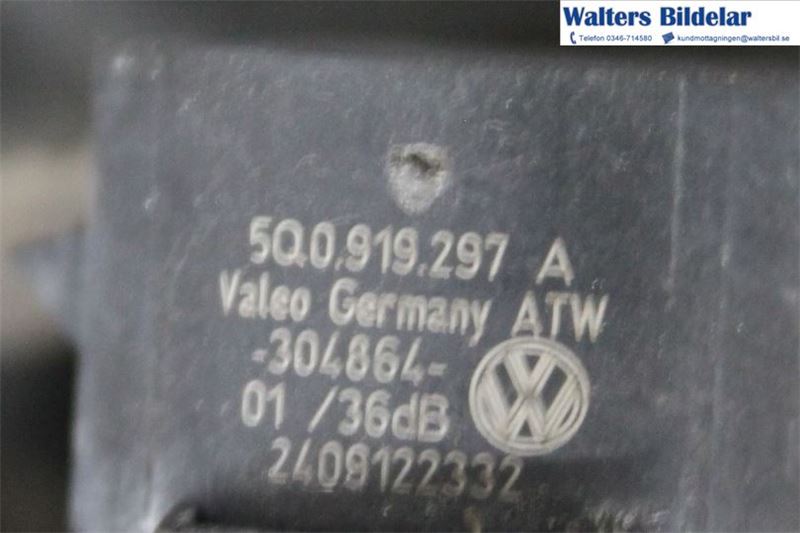 Walters Bildelar
Telefon 0346-714580 kundmottagningen@waltersbil.se
5Q0.919.297 A
Valeo Germany ATW
-304864-
01 /36dB
2409122332